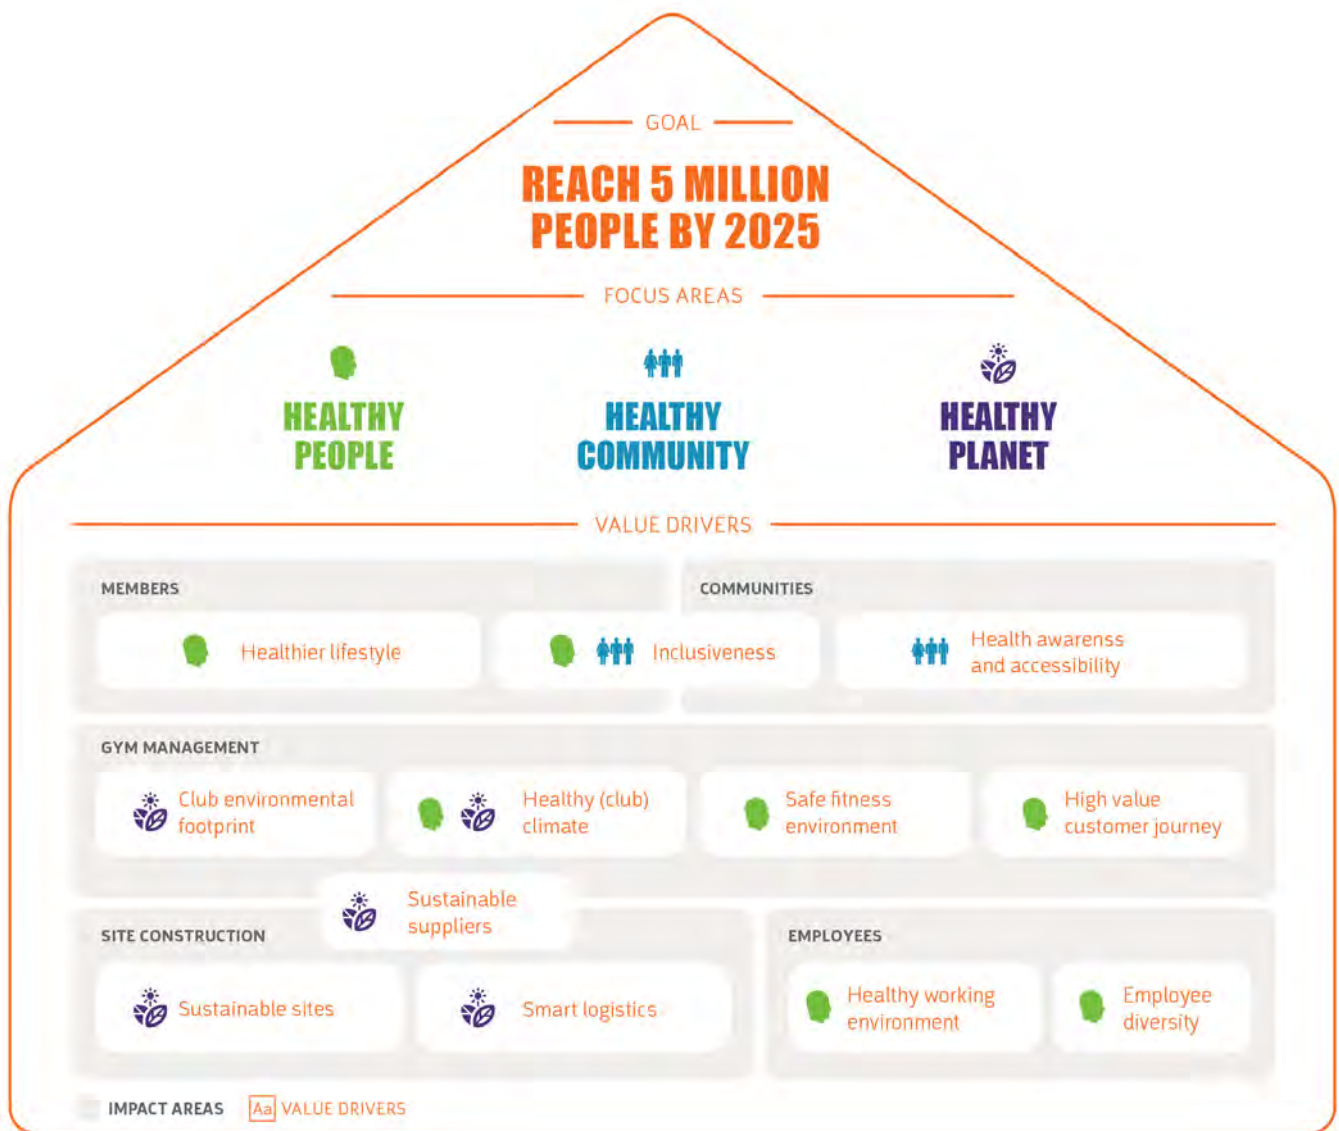 GOAL
REACH 5 MILLION
PEOPLE BY 2025
FOCUS AREAS
HEALTHY
PEOPLE
HEALTHY
COMMUNITY
HEALTHY
PLANET
VALUE DRIVERS
MEMBERS
Healthier lifestyle
Inclusiveness
COMMUNITIES
Health awarenss
and accessibility
GYM MANAGEMENT
Club environmental
footprint
Healthy (club)
climate
Safe fitness
environment
High value
customer journey
Sustainable
suppliers
SITE CONSTRUCTION
Sustainable sites
Smart logistics
EMPLOYEES
Healthy working
environment
Employee
diversity
IMPACT AREAS
Aa VALUE DRIVERS